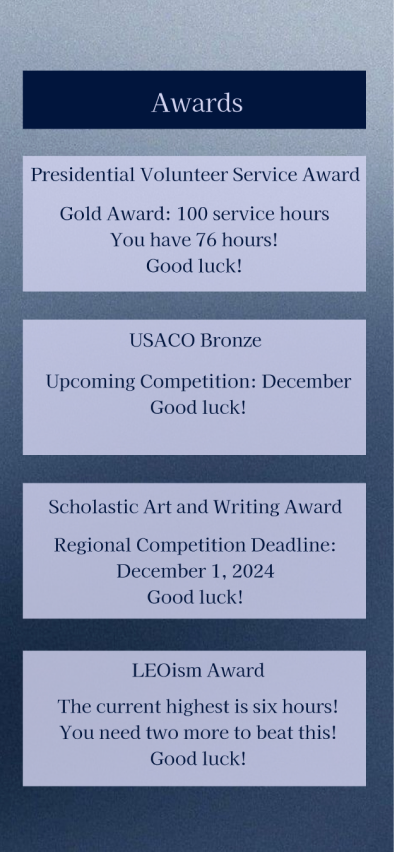 Awards
Presidential Volunteer Service Award
Gold Award: 100 service hours
You have 76 hours!
Good luck!
USACO Bronze
Upcoming Competition: December
Good luck!
Scholastic Art and Writing Award
Regional Competition Deadline:
December 1, 2024
Good luck!
LEOism Award
The current highest is six hours!
You need two more to beat this!
Good luck!